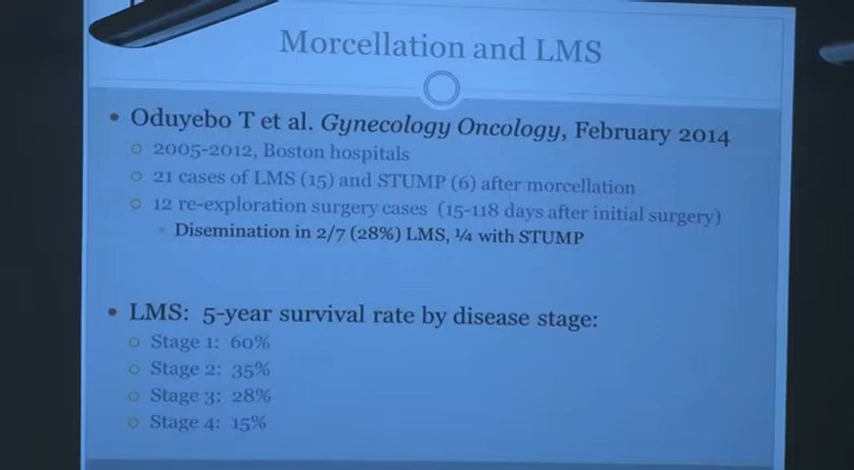 Morcellation and LMS
• Oduyebo T et al. Gynecology Oncology, February 2014
○ 2005-2012, Boston hospitals
○ 21 cases of LMS (15) and STUMP (6) after morcellation
○ 12 re-exploration surgery cases (15-118 days after initial surgery)
▪ Disemination in 2/7 (28%) LMS, ¼ with STUMP
• LMS: 5-year survival rate by disease stage:
○ Stage 1: 60%
○ Stage 2: 35%
○ Stage 3: 28%
○ Stage 4: 15%